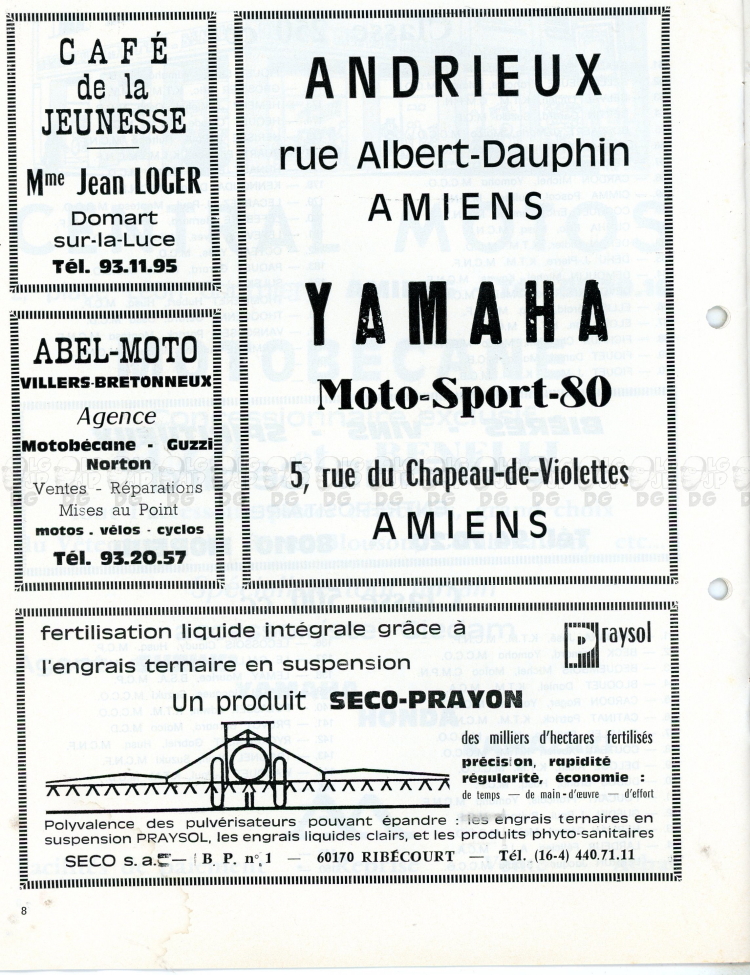 CAFÉ
de la
JEUNESSE
Mme Jean LOGER
Domart
sur-la-Luce
Tél. 93.11.95
ABEL-MOTO
VILLERS-BRETONNEUX
Agence
Motobécane - Guzzi
Norton
Ventes - Réparations
Mises au Point
motos - vélos - cyclos
Tél. 93.20.57
ANDRIEUX
rue Albert-Dauphin
AMIENS
YAMAHA
Moto-Sport-80
5, rue du Chapeau-de-Violettes
AMIENS
fertilisation liquide intégrale grâce à
l'engrais ternaire en suspension
Praysol
Un produit SECO-PRAYON
des milliers d'hectares fertilisés
précision, rapidité
régularité, économie :
de temps — de main-d'œuvre — d'effort
Polyvalence des pulvérisateurs pouvant épandre : les engrais ternaires en
suspension PRAYSOL, les engrais liquides clairs, et les produits phyto-sanitaires
SECO s.a. — B. P. n° 1 — 60170 RIBÉCOURT — Tél. (16-4) 440.71.11
8